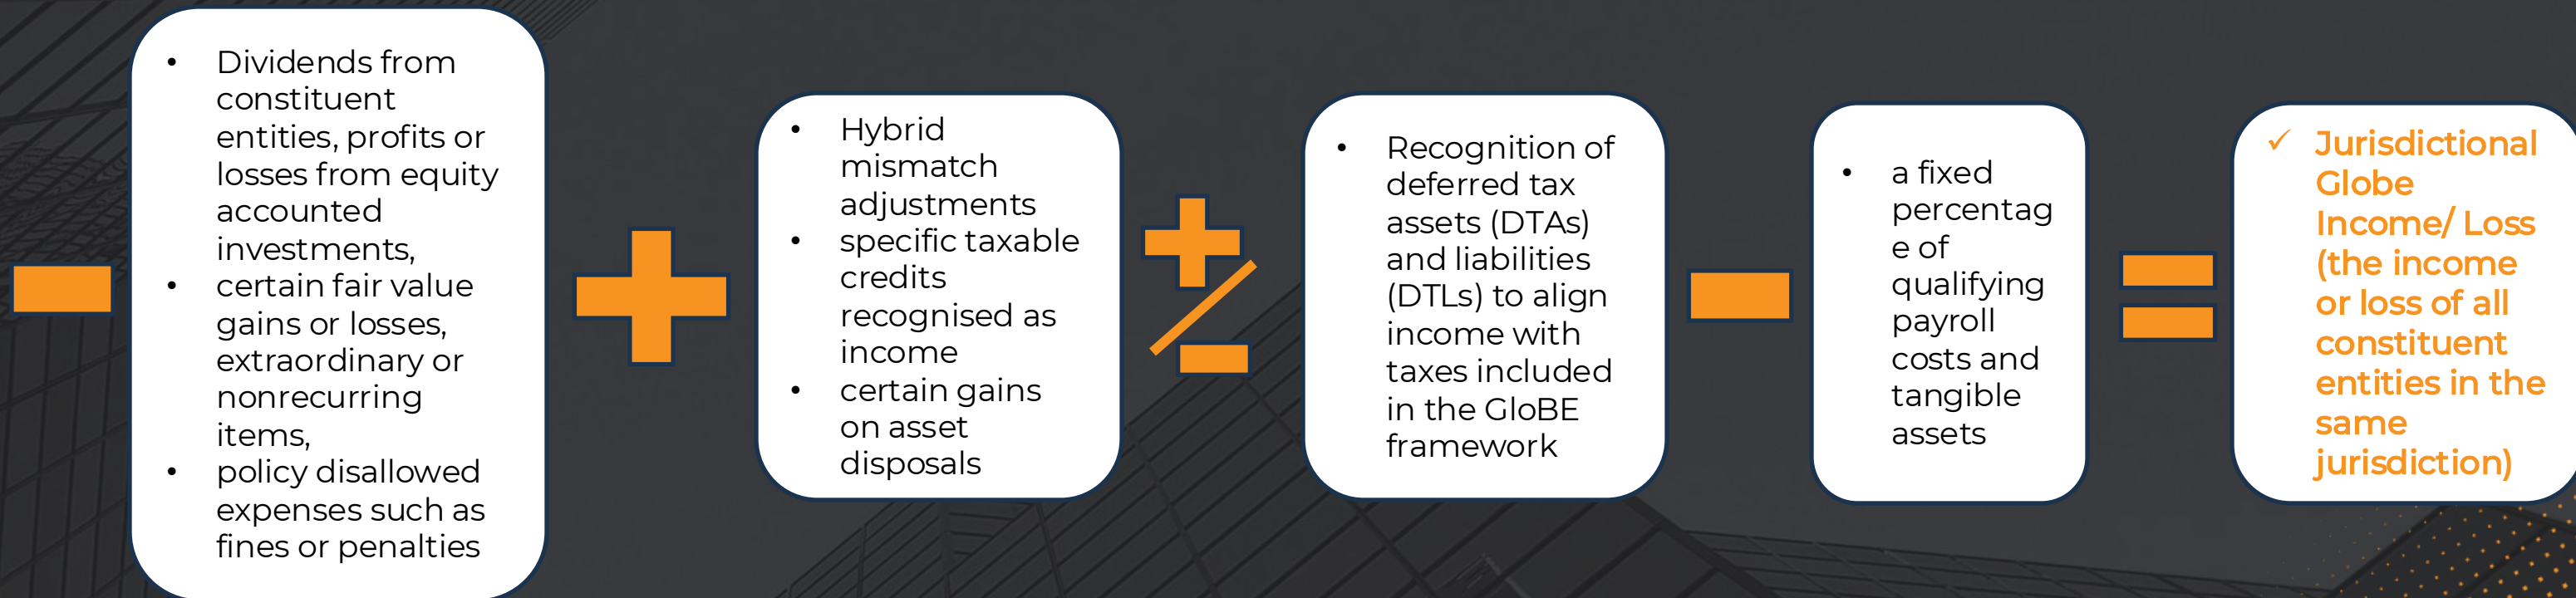 • Dividends from
constituent
entities, profits or
losses from equity
accounted
investments,
• certain fair value
gains or losses,
extraordinary or
nonrecurring
items,
• policy disallowed
expenses such as
fines or penalties
• Hybrid
mismatch
adjustments
• specific taxable
credits
recognised as
income
• certain gains
on asset
disposals
• Recognition of
deferred tax
assets (DTAs)
and liabilities
(DTLs) to align
income with
taxes included
in the GloBE
framework
• a fixed
percentag
e of
qualifying
payroll
costs and
tangible
assets
✓ Jurisdictional
Globe
Income/ Loss
(the income
or loss of all
constituent
entities in the
same
jurisdiction)